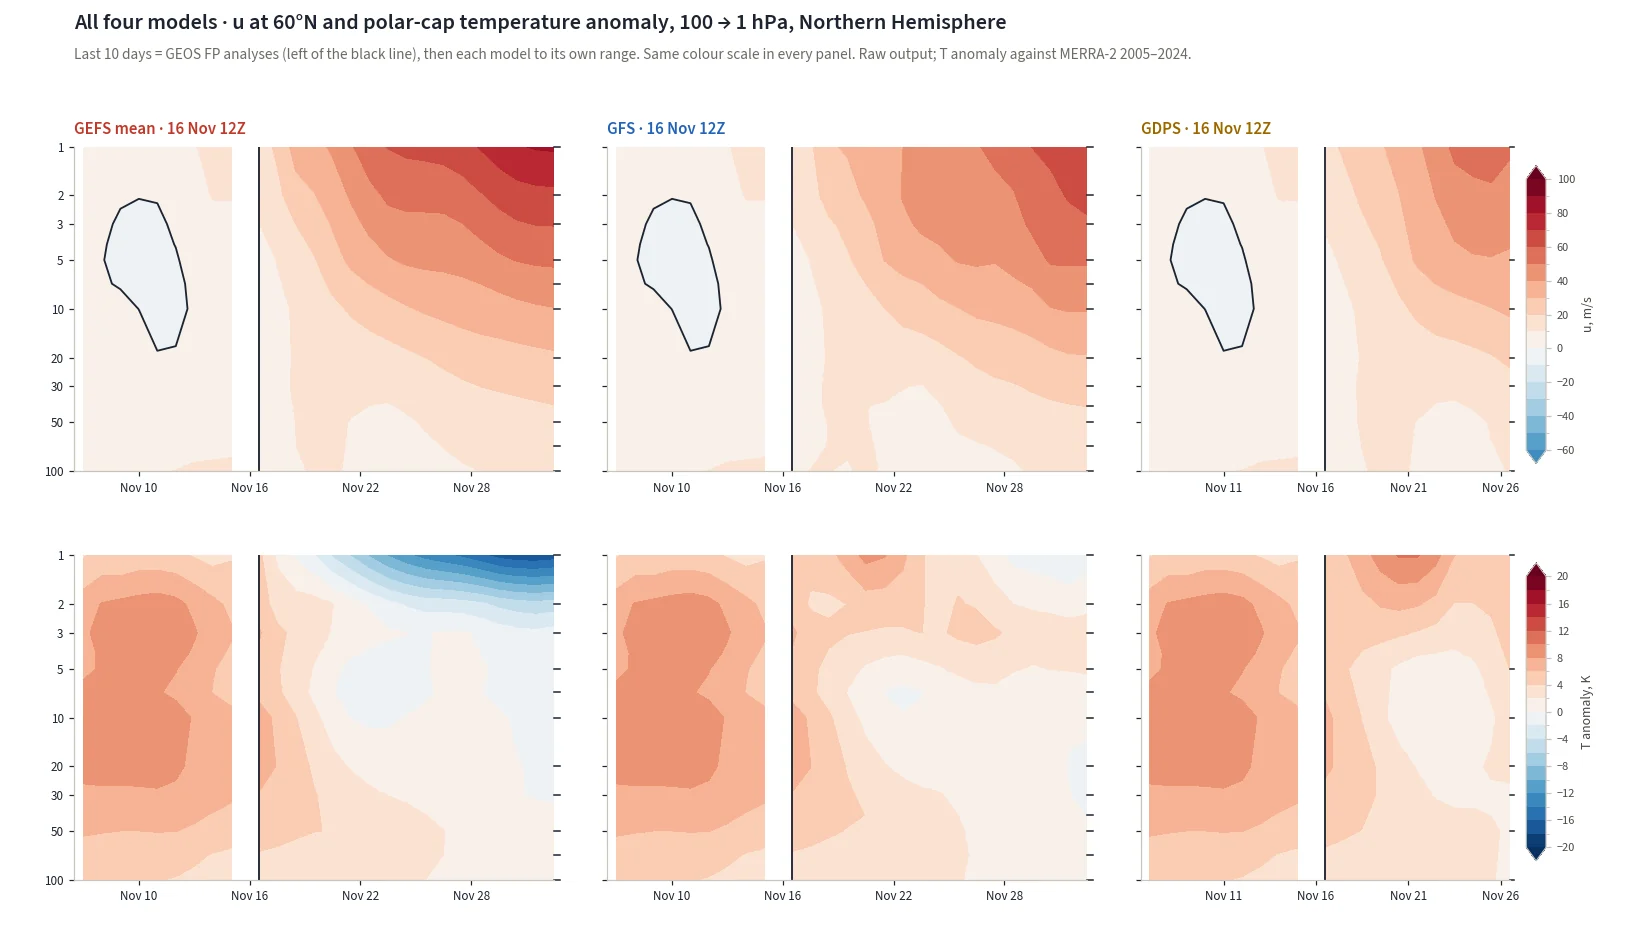 All four models · u at 60°N and polar-cap temperature anomaly, 100 → 1 hPa, Northern Hemisphere
Last 10 days = GEOS FP analyses (left of the black line), then each model to its own range. Same colour scale in every panel. Raw output; T anomaly against MERRA-2 2005–2024.
GEFS mean · 16 Nov 12Z
GFS · 16 Nov 12Z
GDPS · 16 Nov 12Z
1
2
3
5
10
20
30
50
100
Nov 10
Nov 16
Nov 22
Nov 28
Nov 10
Nov 16
Nov 22
Nov 28
Nov 11
Nov 16
Nov 21
Nov 26
100
80
60
40
20
0
−20
−40
−60
u, m/s
1
2
3
5
10
20
30
50
100
Nov 10
Nov 16
Nov 22
Nov 28
Nov 10
Nov 16
Nov 22
Nov 28
Nov 11
Nov 16
Nov 21
Nov 26
20
16
12
8
4
0
−4
−8
−12
−16
−20
T anomaly, K